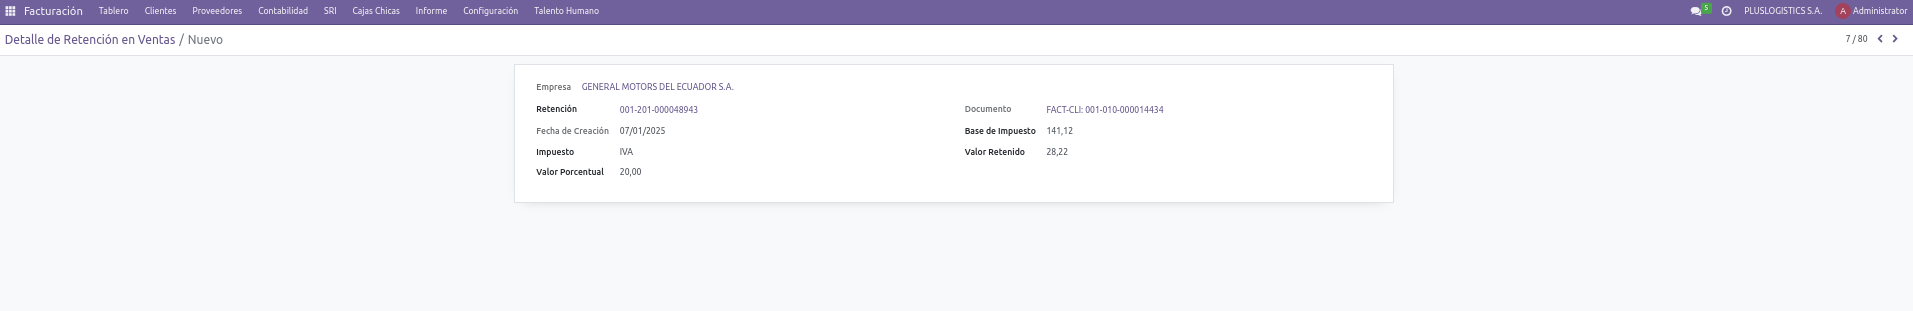 Facturación Tablero Clientes Proveedores Contabilidad SRI Cajas Chicas Informe Configuración Talento Humano 5 PLUSLOGISTICS S.A. A Administrator
Detalle de Retención en Ventas / Nuevo 7 / 80
Empresa GENERAL MOTORS DEL ECUADOR S.A.
Retención 001-201-000048943 Documento FACT-CLI: 001-010-000014434
Fecha de Creación 07/01/2025 Base de Impuesto 141,12
Impuesto IVA Valor Retenido 28,22
Valor Porcentual 20,00